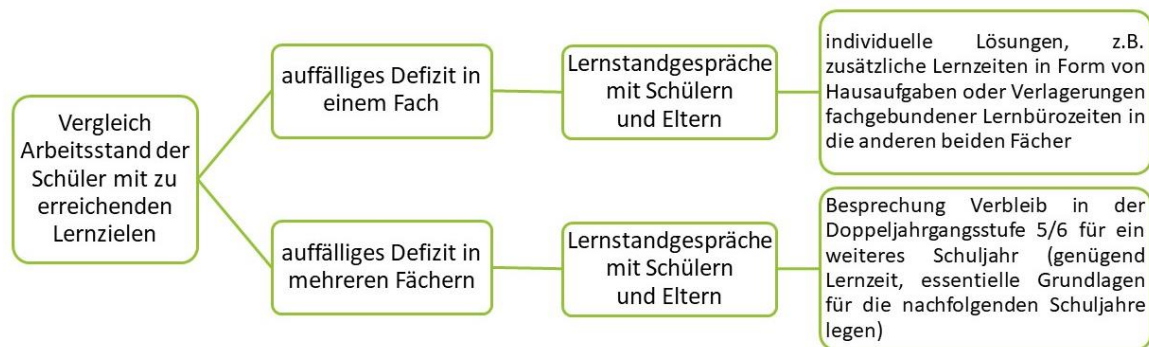 Vergleich
Arbeitsstand der
Schüler mit zu
erreichenden
Lernzielen
auffälliges Defizit in
einem Fach
Lernstandgespräche
mit Schülern
und Eltern
individuelle Lösungen, z.B.
zusätzliche Lernzeiten in Form von
Hausaufgaben oder Verlagerungen
fachgebundener Lernbürozeiten in
die anderen beiden Fächer
auffälliges Defizit in
mehreren Fächern
Lernstandgespräche
mit Schülern
und Eltern
Besprechung Verbleib in der
Doppeljahrgangsstufe 5/6 für ein
weiteres Schuljahr (genügend
Lernzeit, essentielle Grundlagen
für die nachfolgenden Schuljahre
legen)